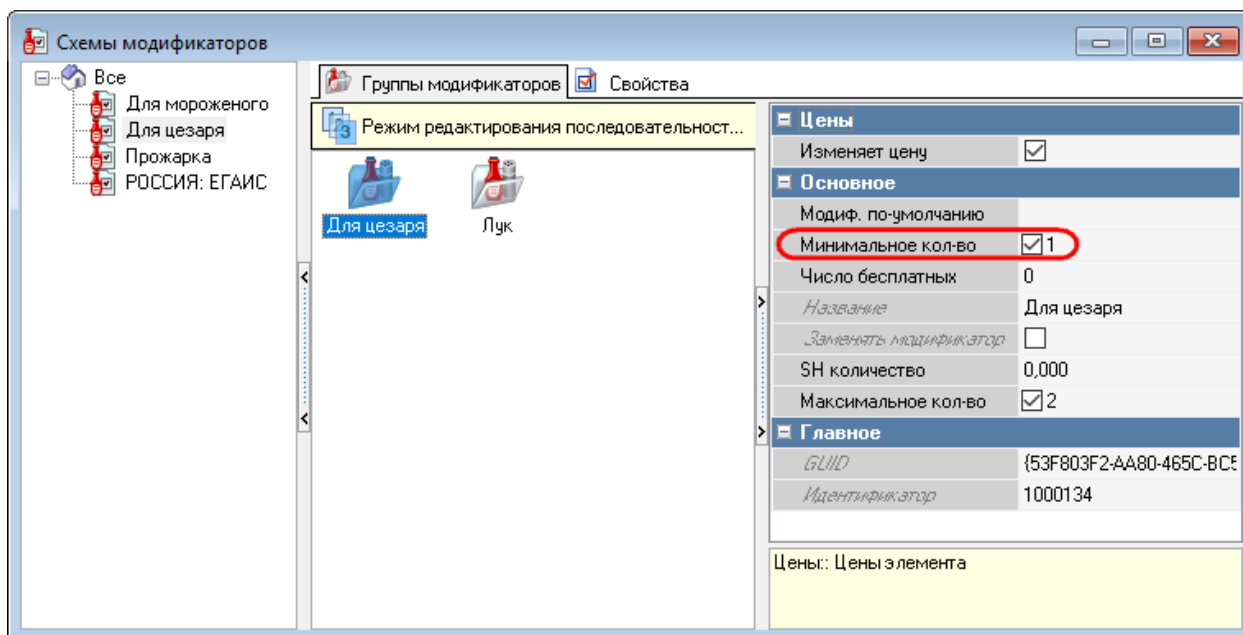 Схемы модификаторов
Все
Для мороженого
Для цезаря
Прожарка
РОССИЯ: ЕГАИС
Группы модификаторов
Свойства
3 Режим редактирования последовательност...
Для цезаря
Лук
Цены
Изменяет цену
Основное
Модиф. по-умолчанию
Минимальное кол-во 1
Число бесплатных 0
Название Для цезаря
Заменять модификатор
SH количество 0,000
Максимальное кол-во 2
Главное
GUID {53F803F2-AA80-465C-BC5
Идентификатор 1000134
Цены:: Цены элемента